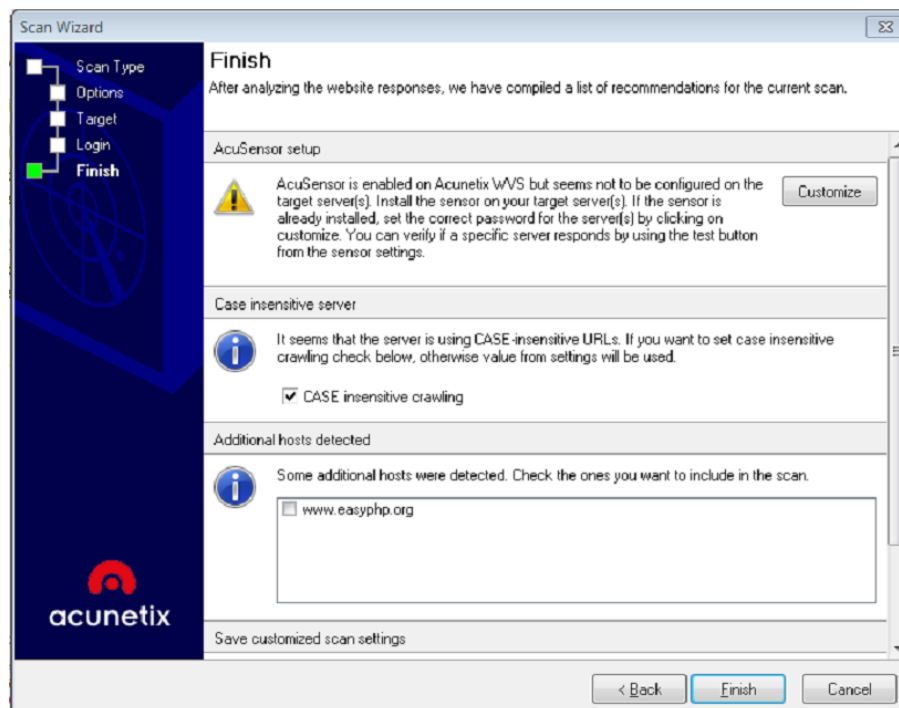 Scan Wizard
Scan Type
Options
Target
Login
Finish
acunetix
Finish
After analyzing the website responses, we have compiled a list of recommendations for the current scan.
AcuSensor setup
AcuSensor is enabled on Acunetix WVS but seems not to be configured on the
target server(s). Install the sensor on your target server(s). If the sensor is
already installed, set the correct password for the server(s) by clicking on
customize. You can verify if a specific server responds by using the test button
from the sensor settings.
Customize
Case insensitive server
It seems that the server is using CASE-insensitive URLs. If you want to set case insensitive
crawling check below, otherwise value from settings will be used.
CASE insensitive crawling
Additional hosts detected
Some additional hosts were detected. Check the ones you want to include in the scan.
www.easyphp.org
Save customized scan settings
< Back
Finish
Cancel